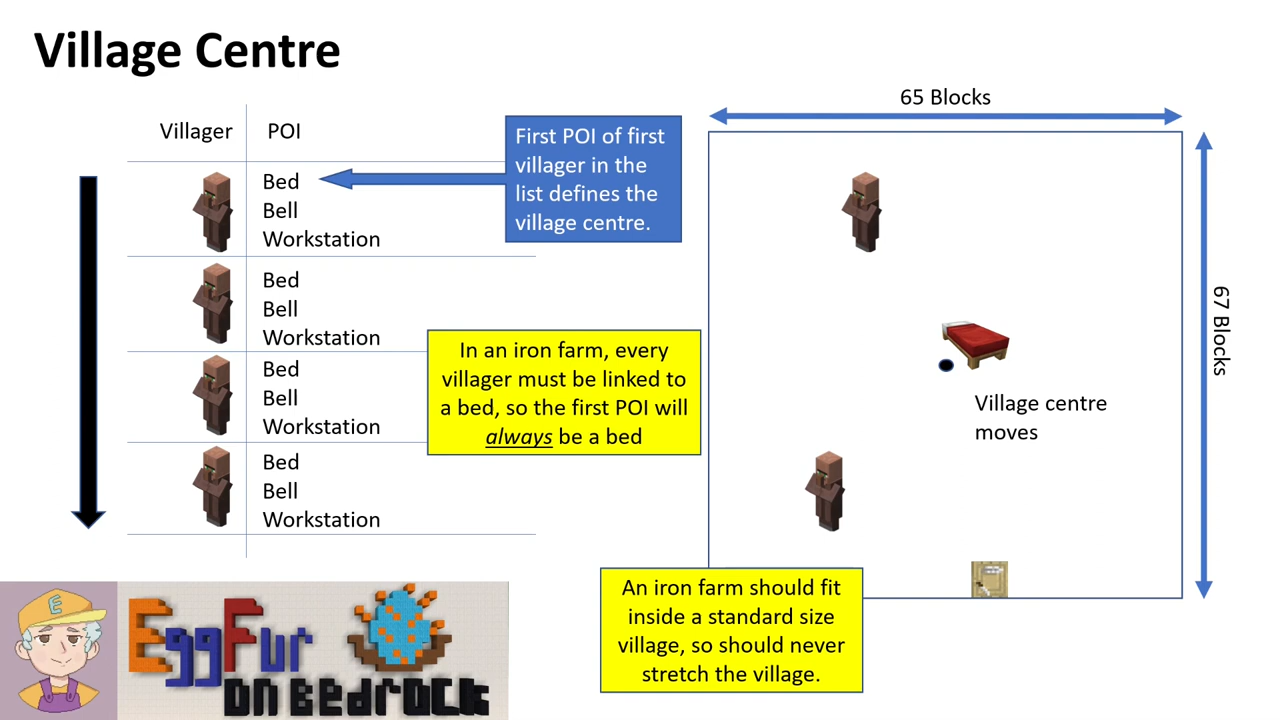 Village Centre
Villager
POI
Bed
Bell
Workstation
Bed
Bell
Workstation
Bed
Bell
Workstation
Bed
Bell
Workstation
First POI of first
villager in the
list defines the
village centre.
In an iron farm, every
villager must be linked to
a bed, so the first POI will
always be a bed
65 Blocks
67 Blocks
Village centre
moves
An iron farm should fit
inside a standard size
village, so should never
stretch the village.
E
EggFur
on Bedrock